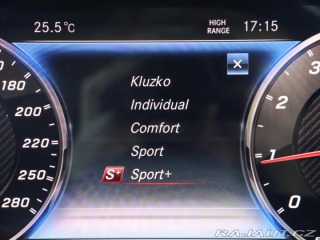 25.5°C
HIGH RANGE
17:15
×
Kluzko
Individual
Comfort
Sport
S+ Sport+
180
200
220
250
280
3
2
1
0
RAJAUT.CZ